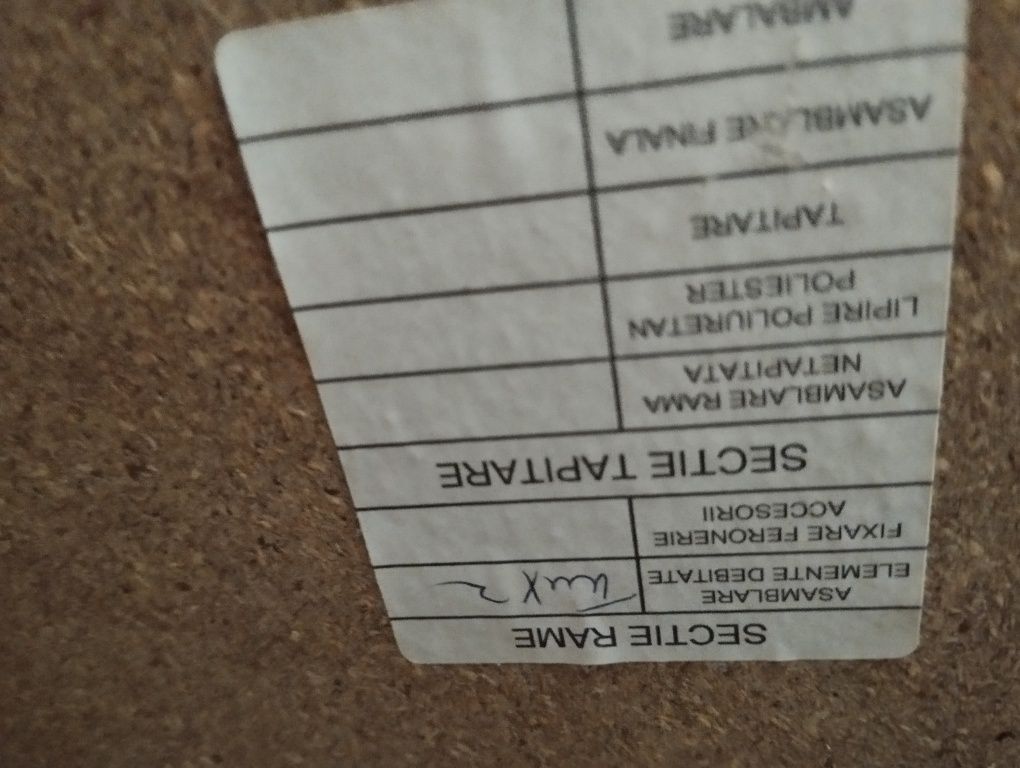 SECTIE RAME
ASAMBLARE
ELEMENTE DEBITATE
FIXARE FERONERIE
ACCESORII
SECTIE TAPITARE
ASAMBLARE RAMA
NETAPITATA
LIPIRE POLIURETAN
POLIESTER
TAPITARE
ASAMBLARE FINALA
AMBALARE